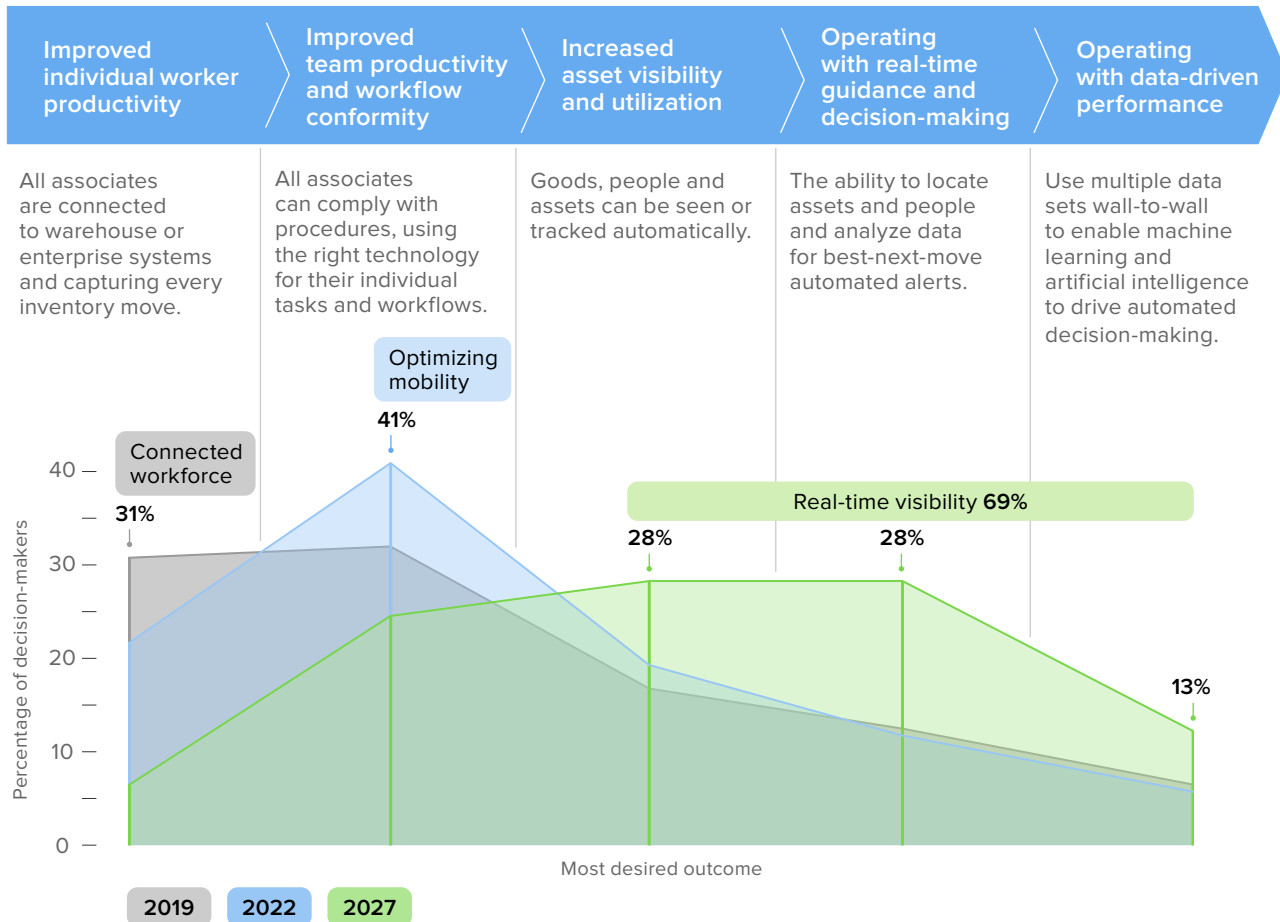 Improved
individual worker
productivity
Improved
team productivity
and workflow
conformity
Increased
asset visibility
and utilization
Operating
with real-time
guidance and
decision-making
Operating
with data-driven
performance
All associates
are connected
to warehouse or
enterprise systems
and capturing every
inventory move.
All associates
can comply with
procedures, using
the right technology
for their individual
tasks and workflows.
Goods, people and
assets can be seen or
tracked automatically.
The ability to locate
assets and people
and analyze data
for best-next-move
automated alerts.
Use multiple data
sets wall-to-wall
to enable machine
learning and
artificial intelligence
to drive automated
decision-making.
Optimizing
mobility
41%
Connected
workforce
31%
Real-time visibility 69%
28%
28%
13%
Percentage of decision-makers
40
30
20
10
0
Most desired outcome
2019
2022
2027